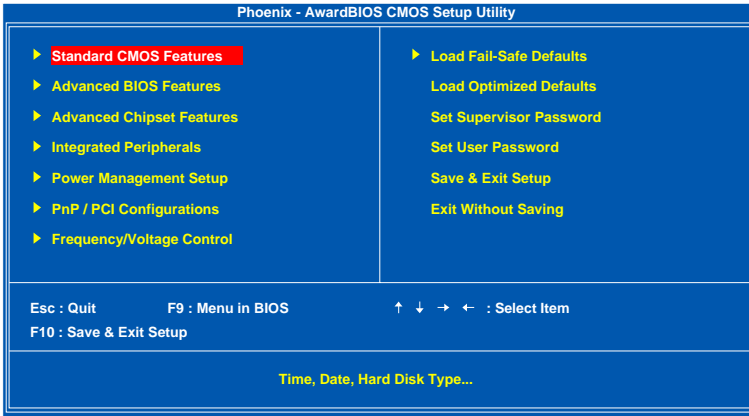 Phoenix - AwardBIOS CMOS Setup Utility
Standard CMOS Features
Advanced BIOS Features
Advanced Chipset Features
Integrated Peripherals
Power Management Setup
PnP / PCI Configurations
Frequency/Voltage Control
Load Fail-Safe Defaults
Load Optimized Defaults
Set Supervisor Password
Set User Password
Save & Exit Setup
Exit Without Saving
Esc : Quit F9 : Menu in BIOS ↑ ↓ → ← : Select Item
F10 : Save & Exit Setup
Time, Date, Hard Disk Type...